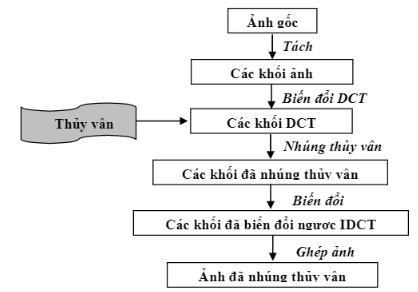 Ảnh gốc
Tách
Các khối ảnh
Biến đổi DCT
Thủy vân
Các khối DCT
Nhúng thủy vân
Các khối đã nhúng thủy vân
Biến đổi
Các khối đã biến đổi ngược IDCT
Ghép ảnh
Ảnh đã nhúng thủy vân